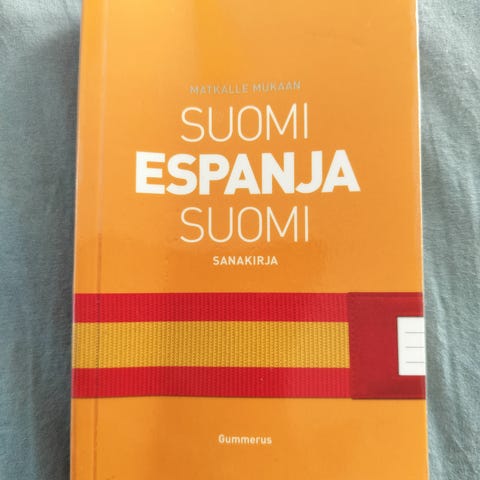 MATKALLE MUKAAN
SUOMI
ESPANJA
SUOMI
SANAKIRJA
Gummerus